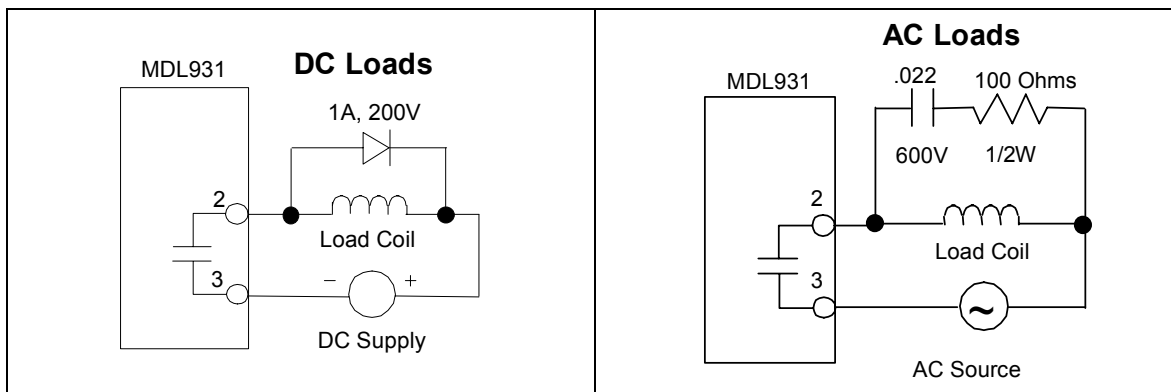 DC Loads
MDL931
1A, 200V
2
Load Coil
3
− +
DC Supply
AC Loads
MDL931
.022 100 Ohms
600V 1/2W
2
Load Coil
3
~
AC Source